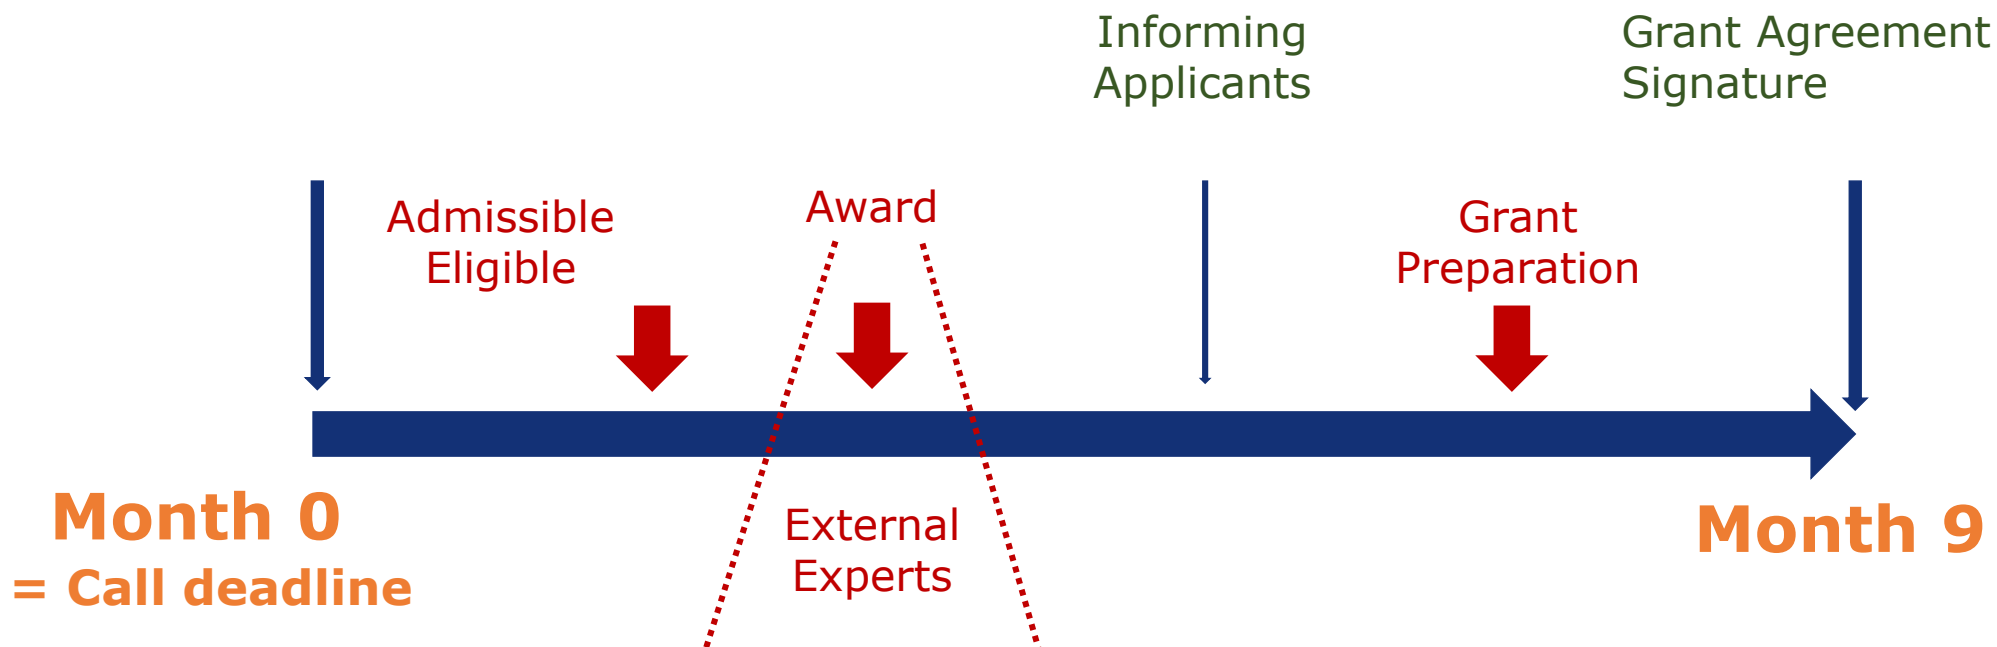 Informing
Applicants
Grant Agreement
Signature
Admissible
Eligible
Award
Grant
Preparation
Month 0
= Call deadline
External
Experts
Month 9